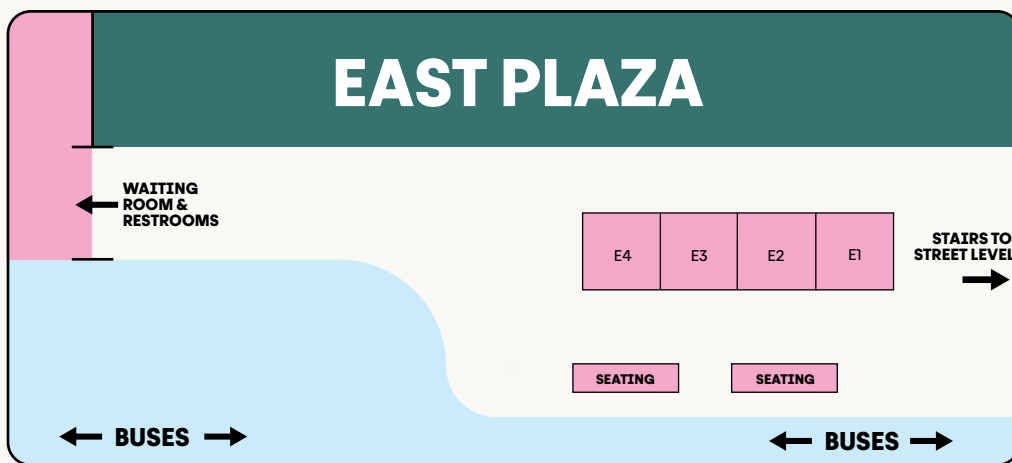 EAST PLAZA
WAITING
ROOM &
RESTROOMS
E4 E3 E2 E1
STAIRS TO
STREET LEVEL
SEATING SEATING
BUSES BUSES